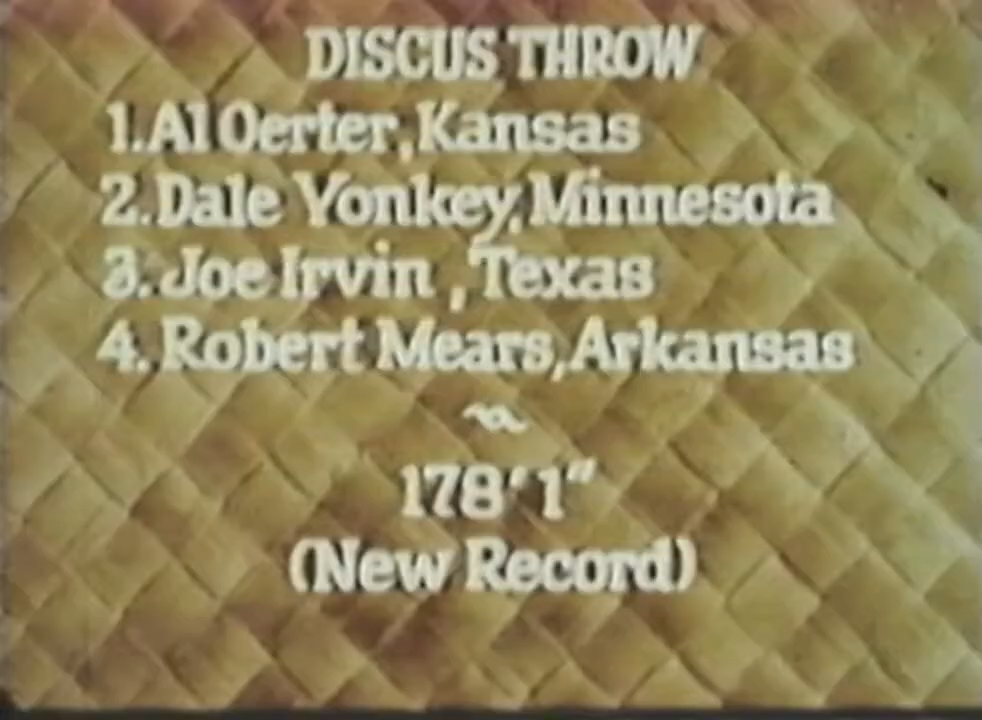 DISCUS THROW
1. Al Oerter, Kansas
2. Dale Yonkey, Minnesota
3. Joe Irvin, Texas
4. Robert Mears, Arkansas
178' 1"
(New Record)